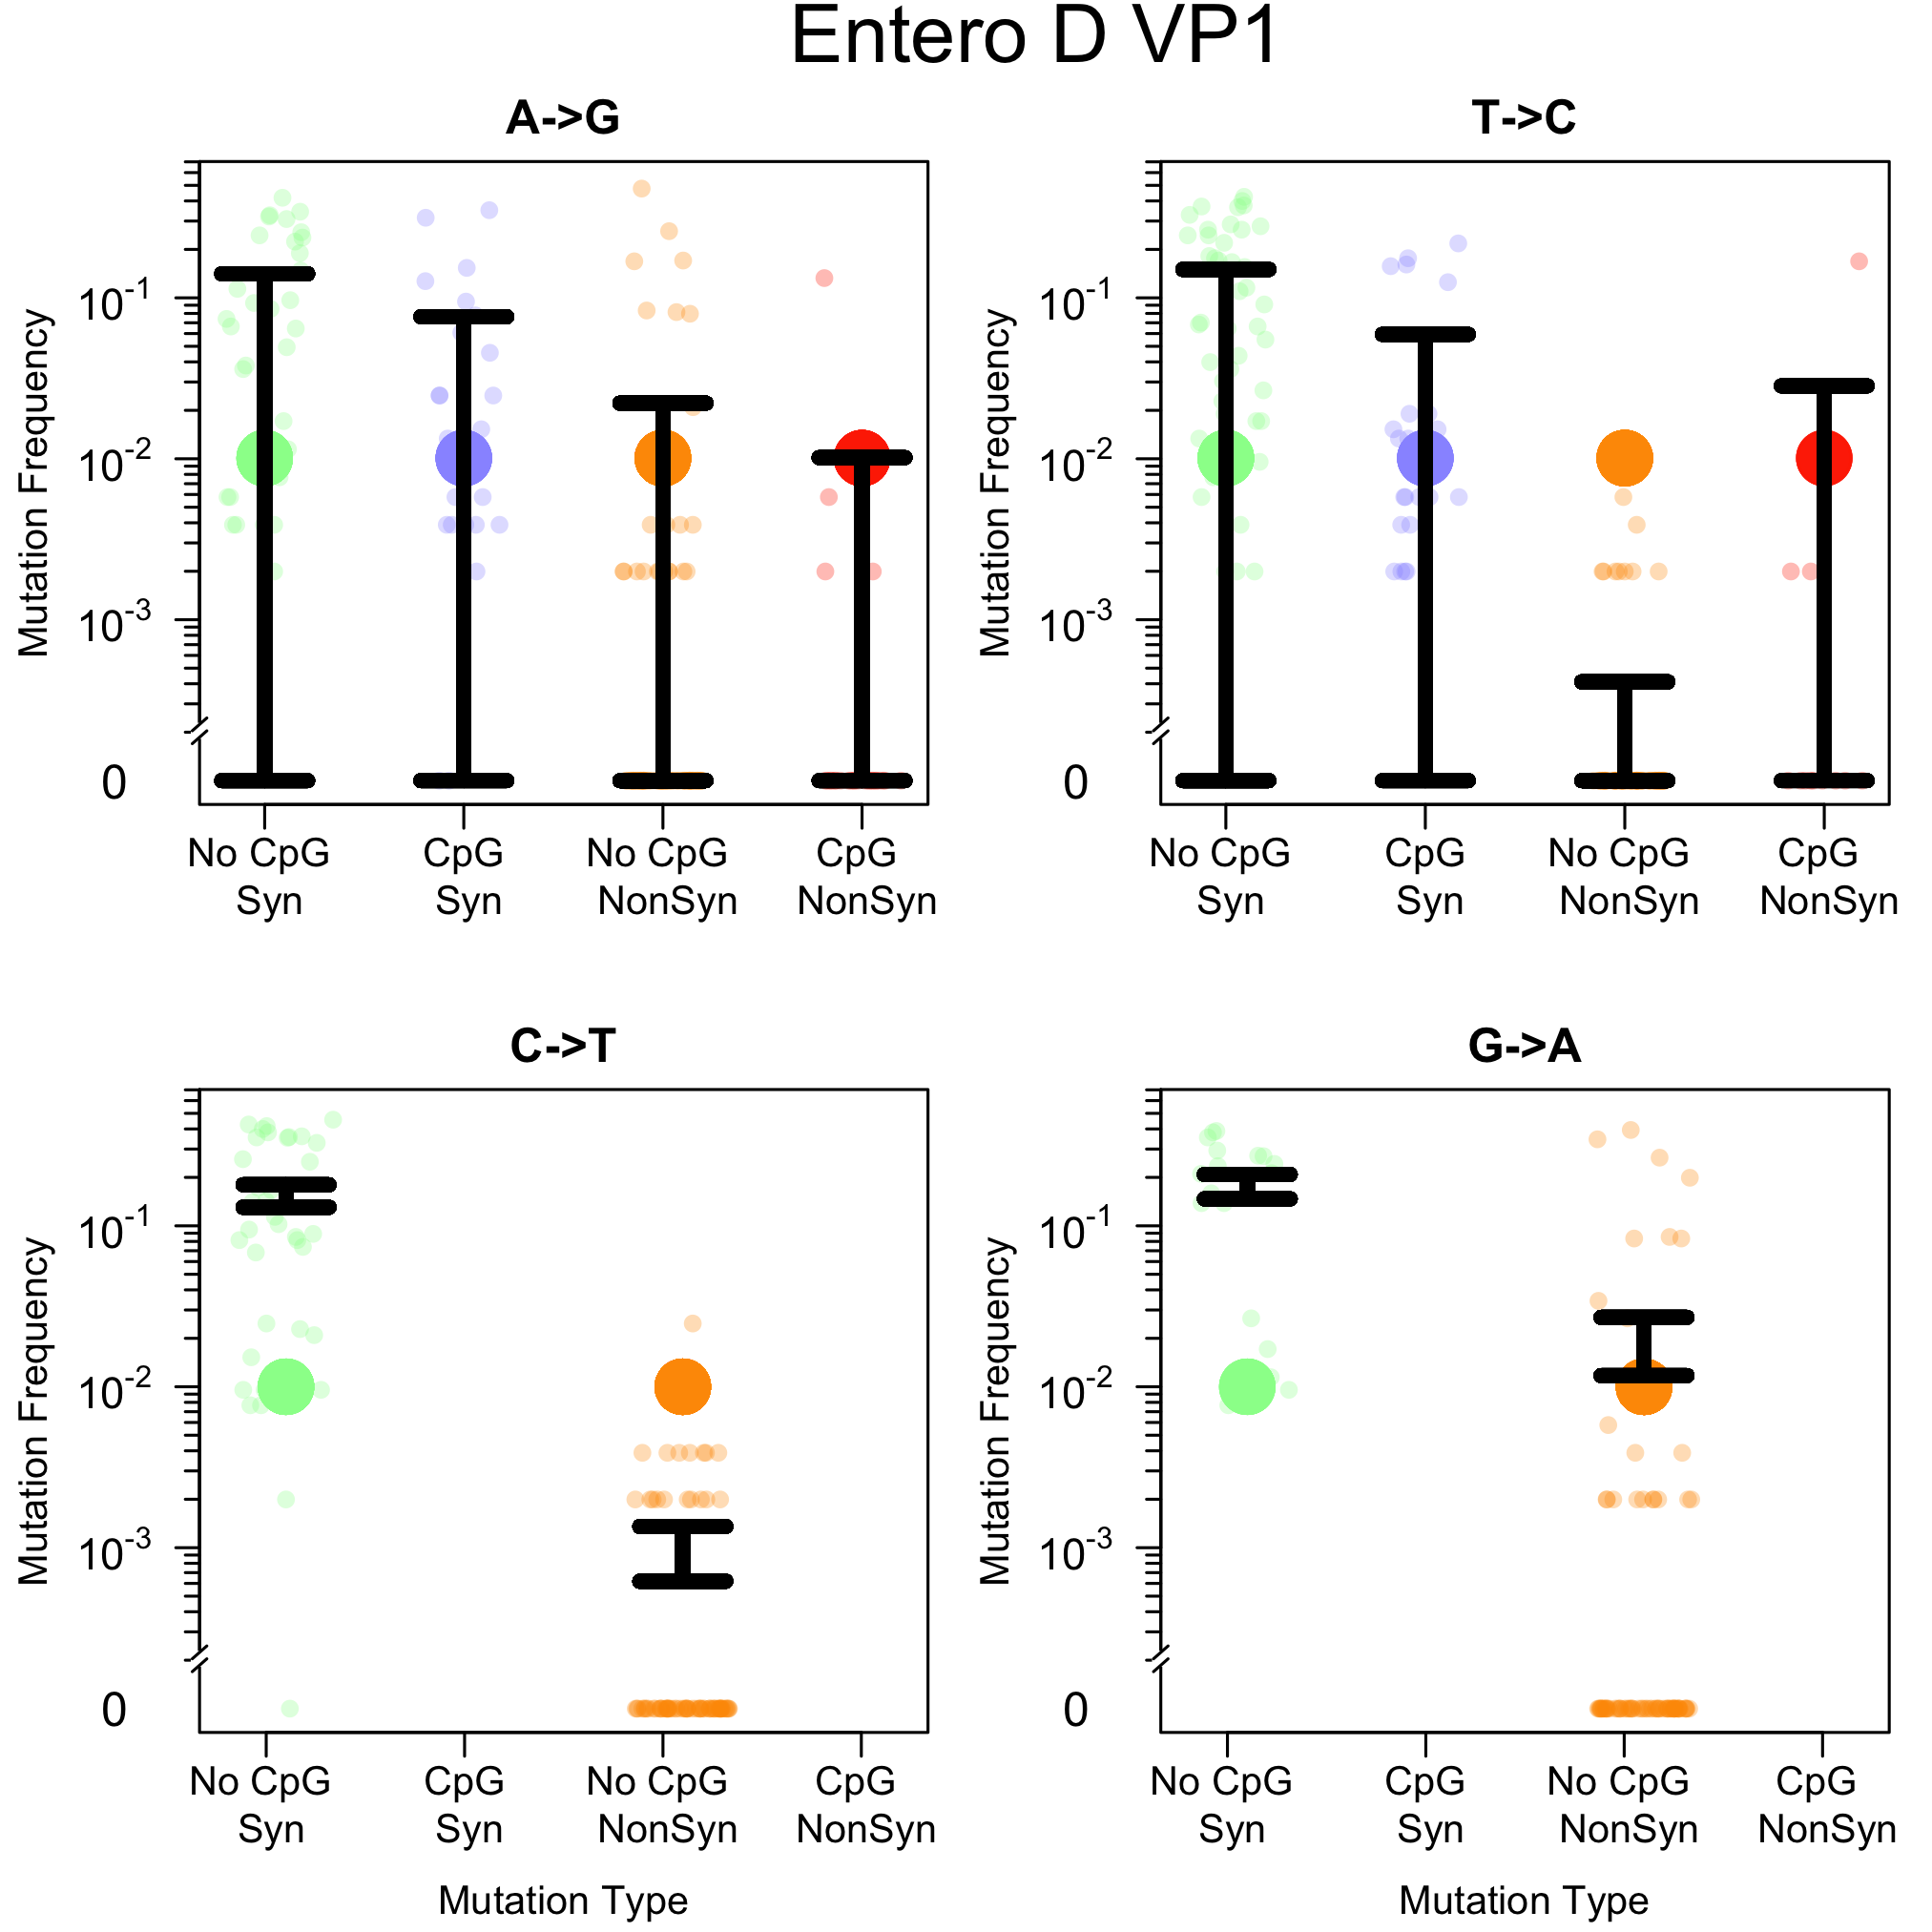 Entero D VP1
A->G
Mutation Frequency
10-1
10-2
10-3
0
No CpG CpG No CpG CpG
Syn Syn NonSyn NonSyn
T->C
Mutation Frequency
10-1
10-2
10-3
0
No CpG CpG No CpG CpG
Syn Syn NonSyn NonSyn
C->T
Mutation Frequency
10-1
10-2
10-3
0
No CpG CpG No CpG CpG
Syn Syn NonSyn NonSyn
Mutation Type
G->A
Mutation Frequency
10-1
10-2
10-3
0
No CpG CpG No CpG CpG
Syn Syn NonSyn NonSyn
Mutation Type